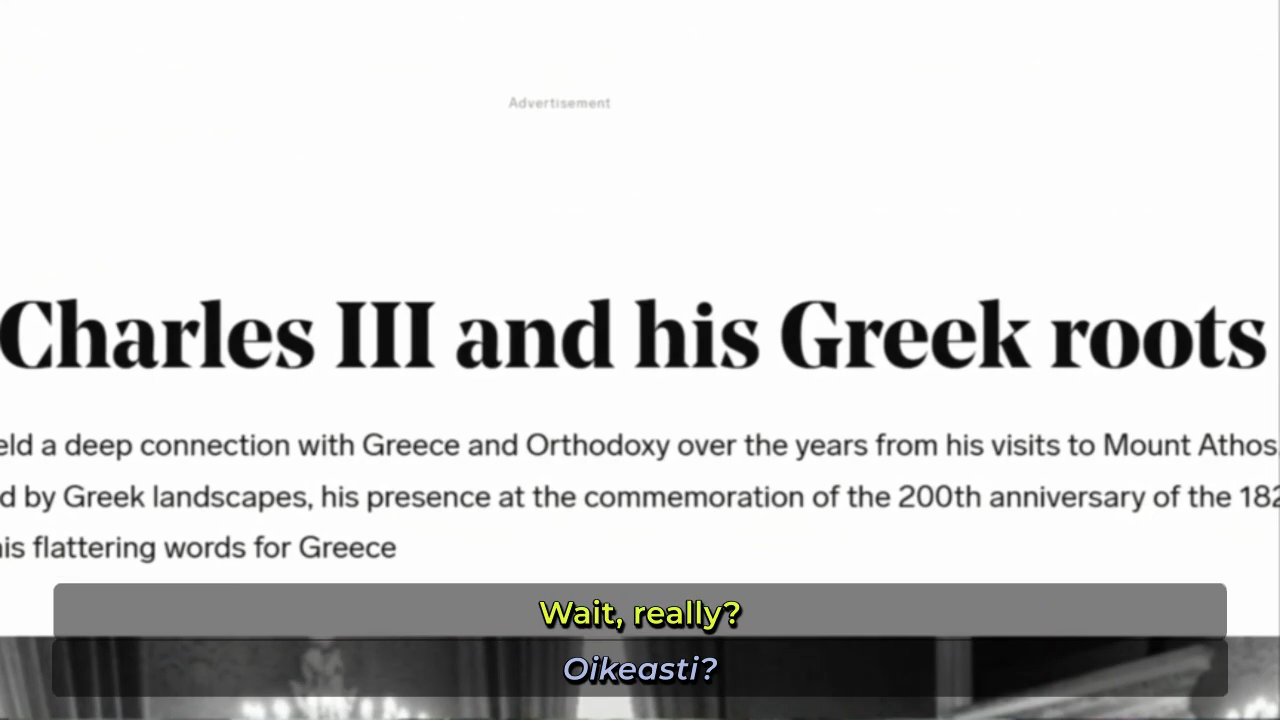 Advertisement
Charles III and his Greek roots
eld a deep connection with Greece and Orthodoxy over the years from his visits to Mount Athos,
d by Greek landscapes, his presence at the commemoration of the 200th anniversary of the 182
his flattering words for Greece
Wait, really?
Oikeasti?